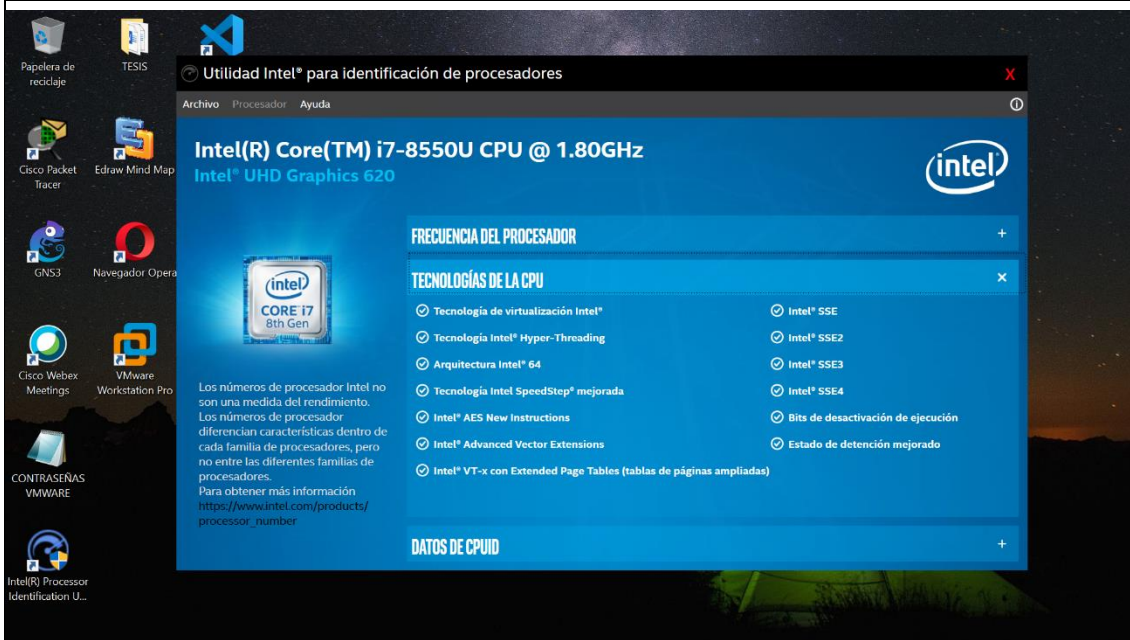 Papelera de
reciclaje
TESIS
Cisco Packet
Tracer
Edraw Mind Map
GNS3
Navegador Opera
Cisco Webex
Meetings
VMware
Workstation Pro
CONTRASEÑAS
VMWARE
Intel(R) Processor
Identification U...
Utilidad Intel® para identificación de procesadores
X
Archivo Procesador Ayuda
Intel(R) Core(TM) i7-8550U CPU @ 1.80GHz
Intel® UHD Graphics 620
intel
intel
CORE i7
8th Gen
Los números de procesador Intel no
son una medida del rendimiento.
Los números de procesador
diferencian características dentro de
cada familia de procesadores, pero
no entre las diferentes familias de
procesadores.
Para obtener más información
https://www.intel.com/products/
processor_number
FRECUENCIA DEL PROCESADOR +
TECNOLOGÍAS DE LA CPU ×
Tecnología de virtualización Intel®
Tecnología Intel® Hyper-Threading
Arquitectura Intel® 64
Tecnología Intel SpeedStep® mejorada
Intel® AES New Instructions
Intel® Advanced Vector Extensions
Intel® VT-x con Extended Page Tables (tablas de páginas ampliadas)
Intel® SSE
Intel® SSE2
Intel® SSE3
Intel® SSE4
Bits de desactivación de ejecución
Estado de detención mejorado
DATOS DE CPUID +